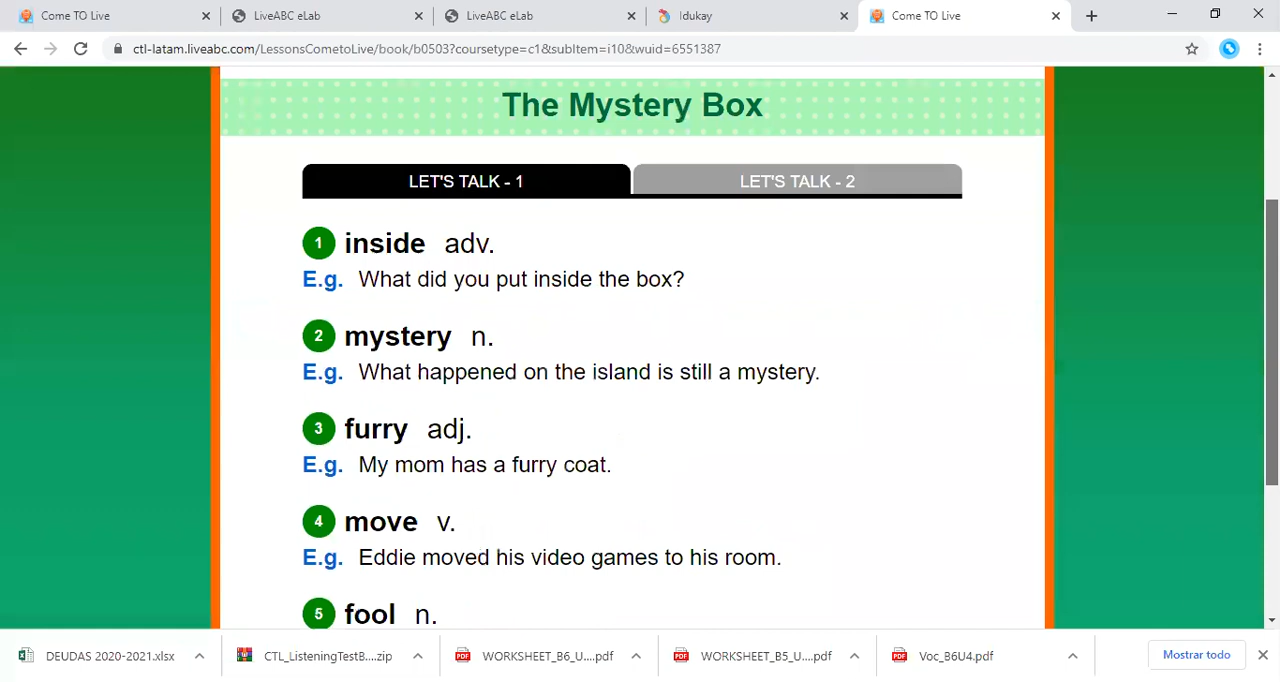 Come TO Live
LiveABC eLab
LiveABC eLab
Idukay
Come TO Live
ctl-latam.liveabc.com/LessonsCometoLive/book/b0503?coursetype=c1&subItem=i10&wuid=6551387
The Mystery Box
LET'S TALK - 1
LET'S TALK - 2
1 inside adv.
E.g. What did you put inside the box?
2 mystery n.
E.g. What happened on the island is still a mystery.
3 furry adj.
E.g. My mom has a furry coat.
4 move v.
E.g. Eddie moved his video games to his room.
5 fool n.
DEUDAS 2020-2021.xlsx
CTL_ListeningTestB....zip
WORKSHEET_B6_U....pdf
WORKSHEET_B5_U....pdf
Voc_B6U4.pdf
Mostrar todo